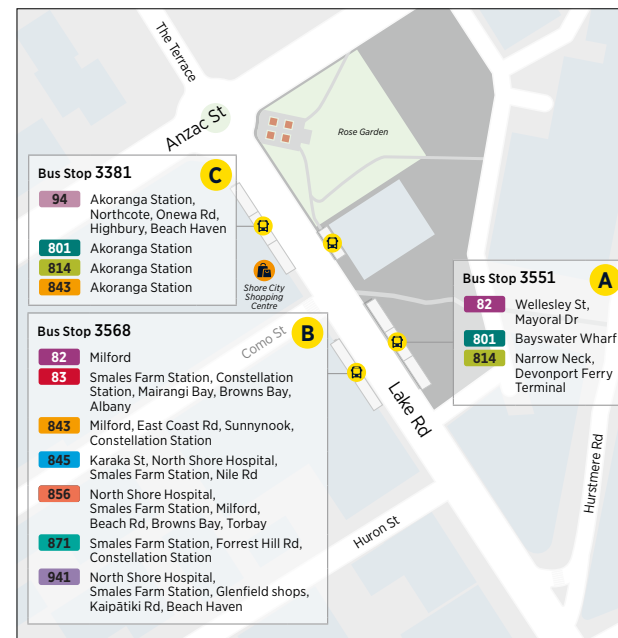 The Terrace
Anzac St
Rose Garden
Bus Stop 3381
C
94 Akoranga Station,
Northcote, Onewa Rd,
Highbury, Beach Haven
801 Akoranga Station
814 Akoranga Station
843 Akoranga Station
Shore City
Shopping
Centre
Bus Stop 3551
A
82 Wellesley St,
Mayoral Dr
801 Bayswater Wharf
814 Narrow Neck,
Devonport Ferry
Terminal
Como St
Bus Stop 3568
B
82 Milford
83 Smales Farm Station, Constellation
Station, Mairangi Bay, Browns Bay,
Albany
843 Milford, East Coast Rd, Sunnynook,
Constellation Station
845 Karaka St, North Shore Hospital,
Smales Farm Station, Nile Rd
856 North Shore Hospital,
Smales Farm Station, Milford,
Beach Rd, Browns Bay, Torbay
871 Smales Farm Station, Forrest Hill Rd,
Constellation Station
941 North Shore Hospital,
Smales Farm Station, Glenfield shops,
Kaipātiki Rd, Beach Haven
Lake Rd
Huron St
Hurstmere Rd